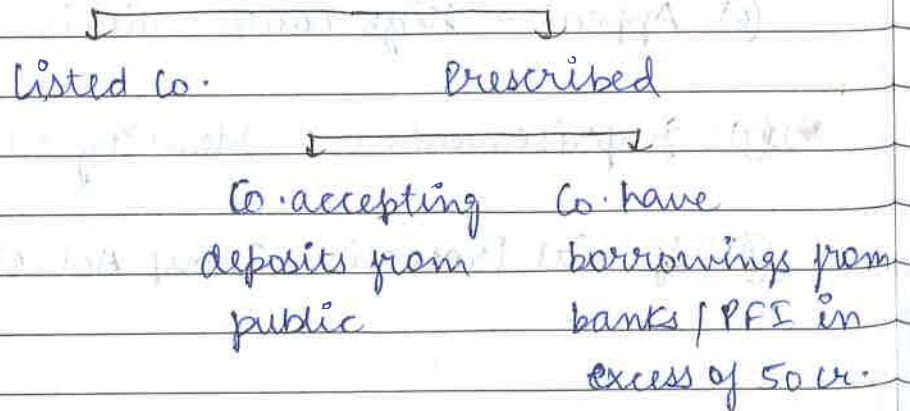 Listed Co. Prescribed
Co. accepting Co. have
deposits from borrowings from
public banks / PFI in
excess of 50 cr.